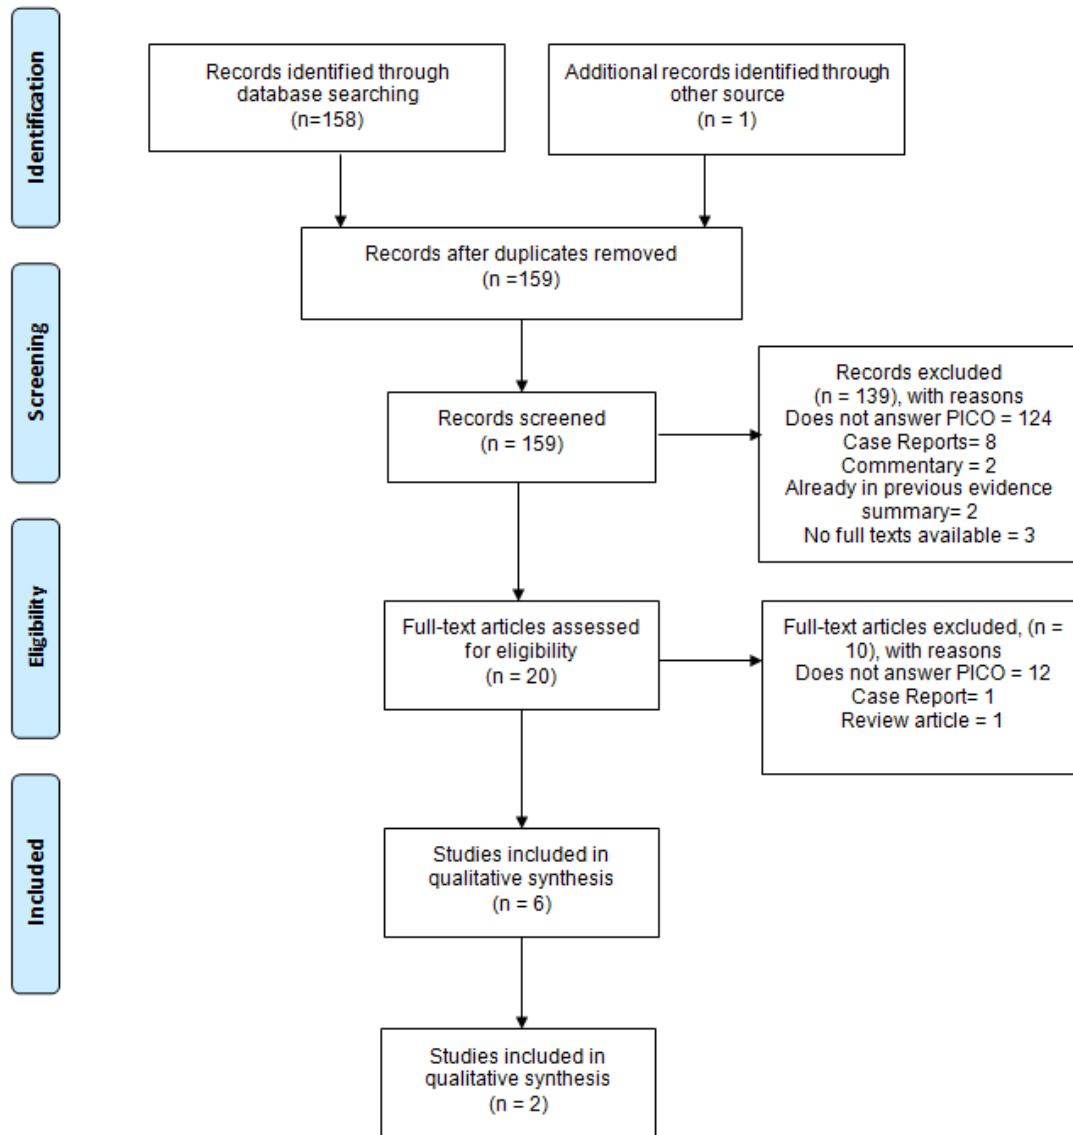 Identification
Records identified through
database searching
(n=158)
Additional records identified through
other source
(n = 1)
Records after duplicates removed
(n =159)
Screening
Records screened
(n = 159)
Records excluded
(n = 139), with reasons
Does not answer PICO = 124
Case Reports= 8
Commentary = 2
Already in previous evidence
summary= 2
No full texts available = 3
Eligibility
Full-text articles assessed
for eligibility
(n = 20)
Full-text articles excluded, (n =
10), with reasons
Does not answer PICO = 12
Case Report= 1
Review article = 1
Included
Studies included in
qualitative synthesis
(n = 6)
Studies included in
qualitative synthesis
(n = 2)